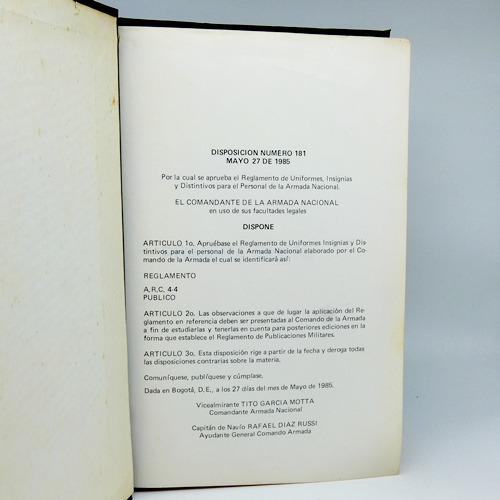 DISPOSICION NUMERO 181
MAYO 27 DE 1985
Por la cual se aprueba el Reglamento de Uniformes, Insignias
y Distintivos para el Personal de la Armada Nacional.
EL COMANDANTE DE LA ARMADA NACIONAL
en uso de sus facultades legales
DISPONE
ARTICULO 1o. Apruébase el Reglamento de Uniformes Insignias y Dis
tintivos para el personal de la Armada Nacional elaborado por el Co
mando de la Armada el cual se identificará así:
REGLAMENTO
A,R,C, 4-4
PUBLICO
ARTICULO 2o. Las observaciones a que de lugar la aplicación del Re
glamento en referencia deben ser presentadas al Comando de la Armada
a fin de estudiarlas y tenerlas en cuenta para posteriores ediciones en la
forma que establece el Reglamento de Publicaciones Militares.
ARTICULO 3o. Esta disposición rige a partir de la fecha y deroga todas
las disposiciones contrarias sobre la materia.
Comuníquese, publíquese y cúmplase.
Dada en Bogotá, D,E,, a los 27 días del mes de Mayo de 1985.
Vicealmirante TITO GARCIA MOTTA
Comandante Armada Nacional
Capitán de Navío RAFAEL DIAZ RUSSI
Ayudante General Comando Armada